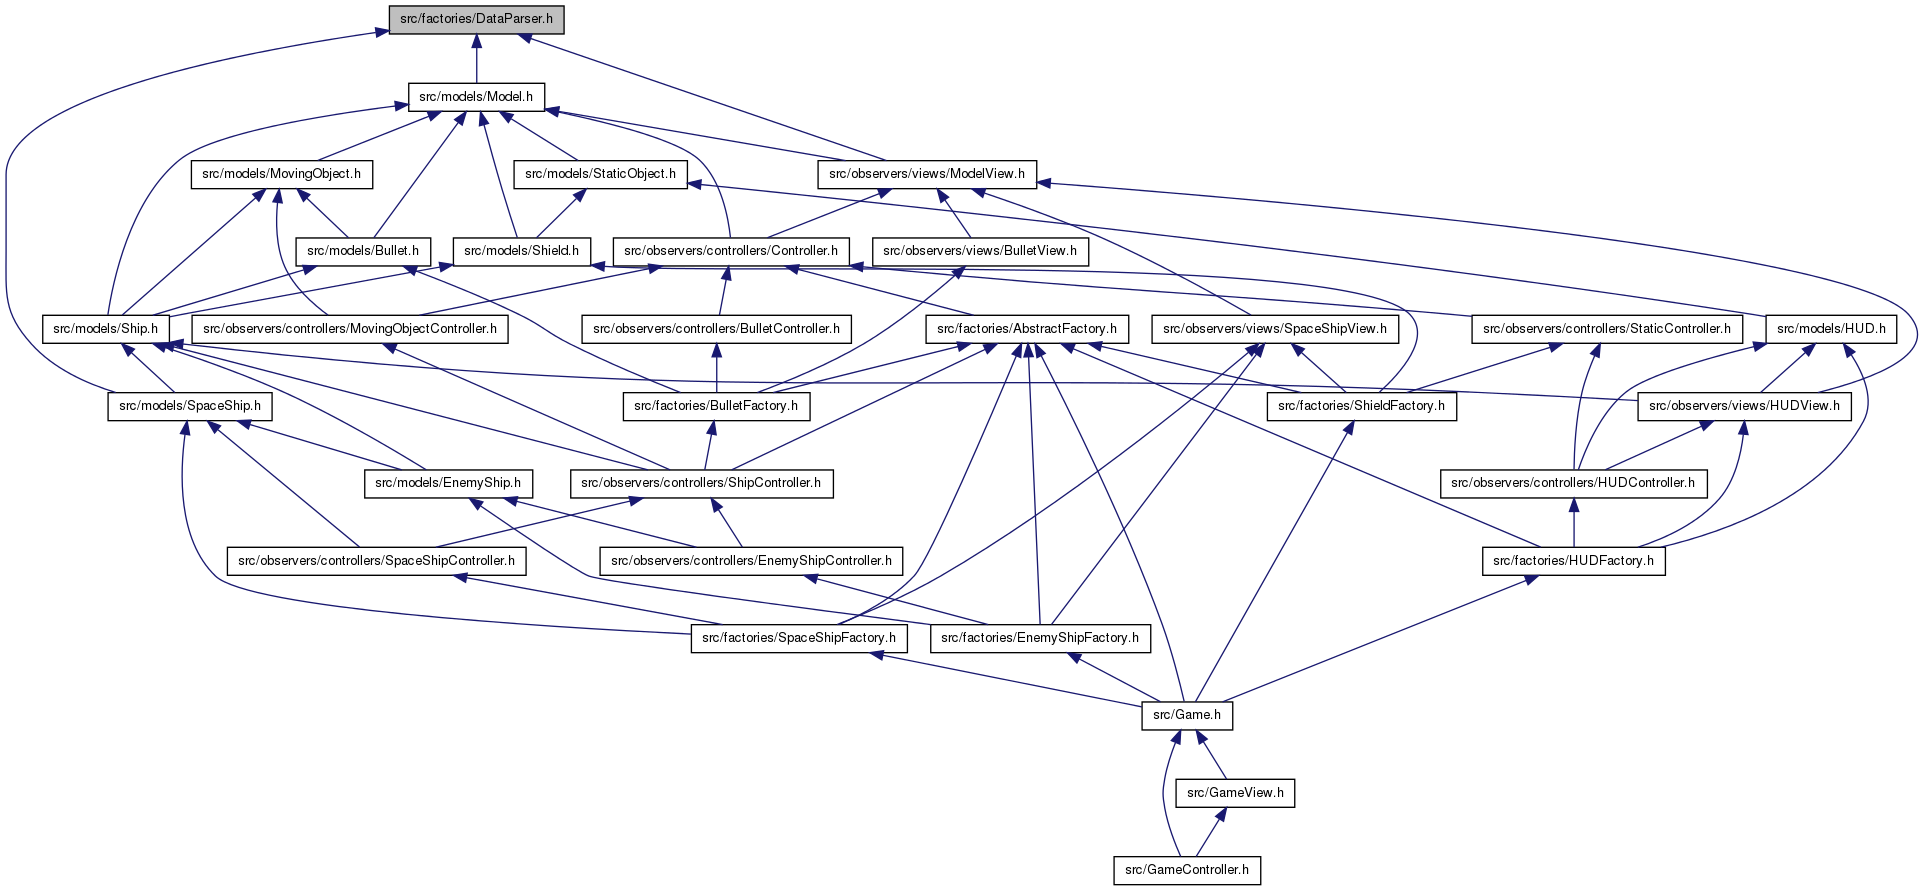 src/factories/DataParser.h
src/models/Model.h
src/models/MovingObject.h
src/models/StaticObject.h
src/observers/views/ModelView.h
src/models/Bullet.h
src/models/Shield.h
src/observers/controllers/Controller.h
src/observers/views/BulletView.h
src/models/Ship.h
src/observers/controllers/MovingObjectController.h
src/observers/controllers/BulletController.h
src/factories/AbstractFactory.h
src/observers/views/SpaceShipView.h
src/observers/controllers/StaticController.h
src/models/HUD.h
src/models/SpaceShip.h
src/factories/BulletFactory.h
src/factories/ShieldFactory.h
src/observers/views/HUDView.h
src/models/EnemyShip.h
src/observers/controllers/ShipController.h
src/observers/controllers/HUDController.h
src/observers/controllers/SpaceShipController.h
src/observers/controllers/EnemyShipController.h
src/factories/HUDFactory.h
src/factories/SpaceShipFactory.h
src/factories/EnemyShipFactory.h
src/Game.h
src/GameView.h
src/GameController.h